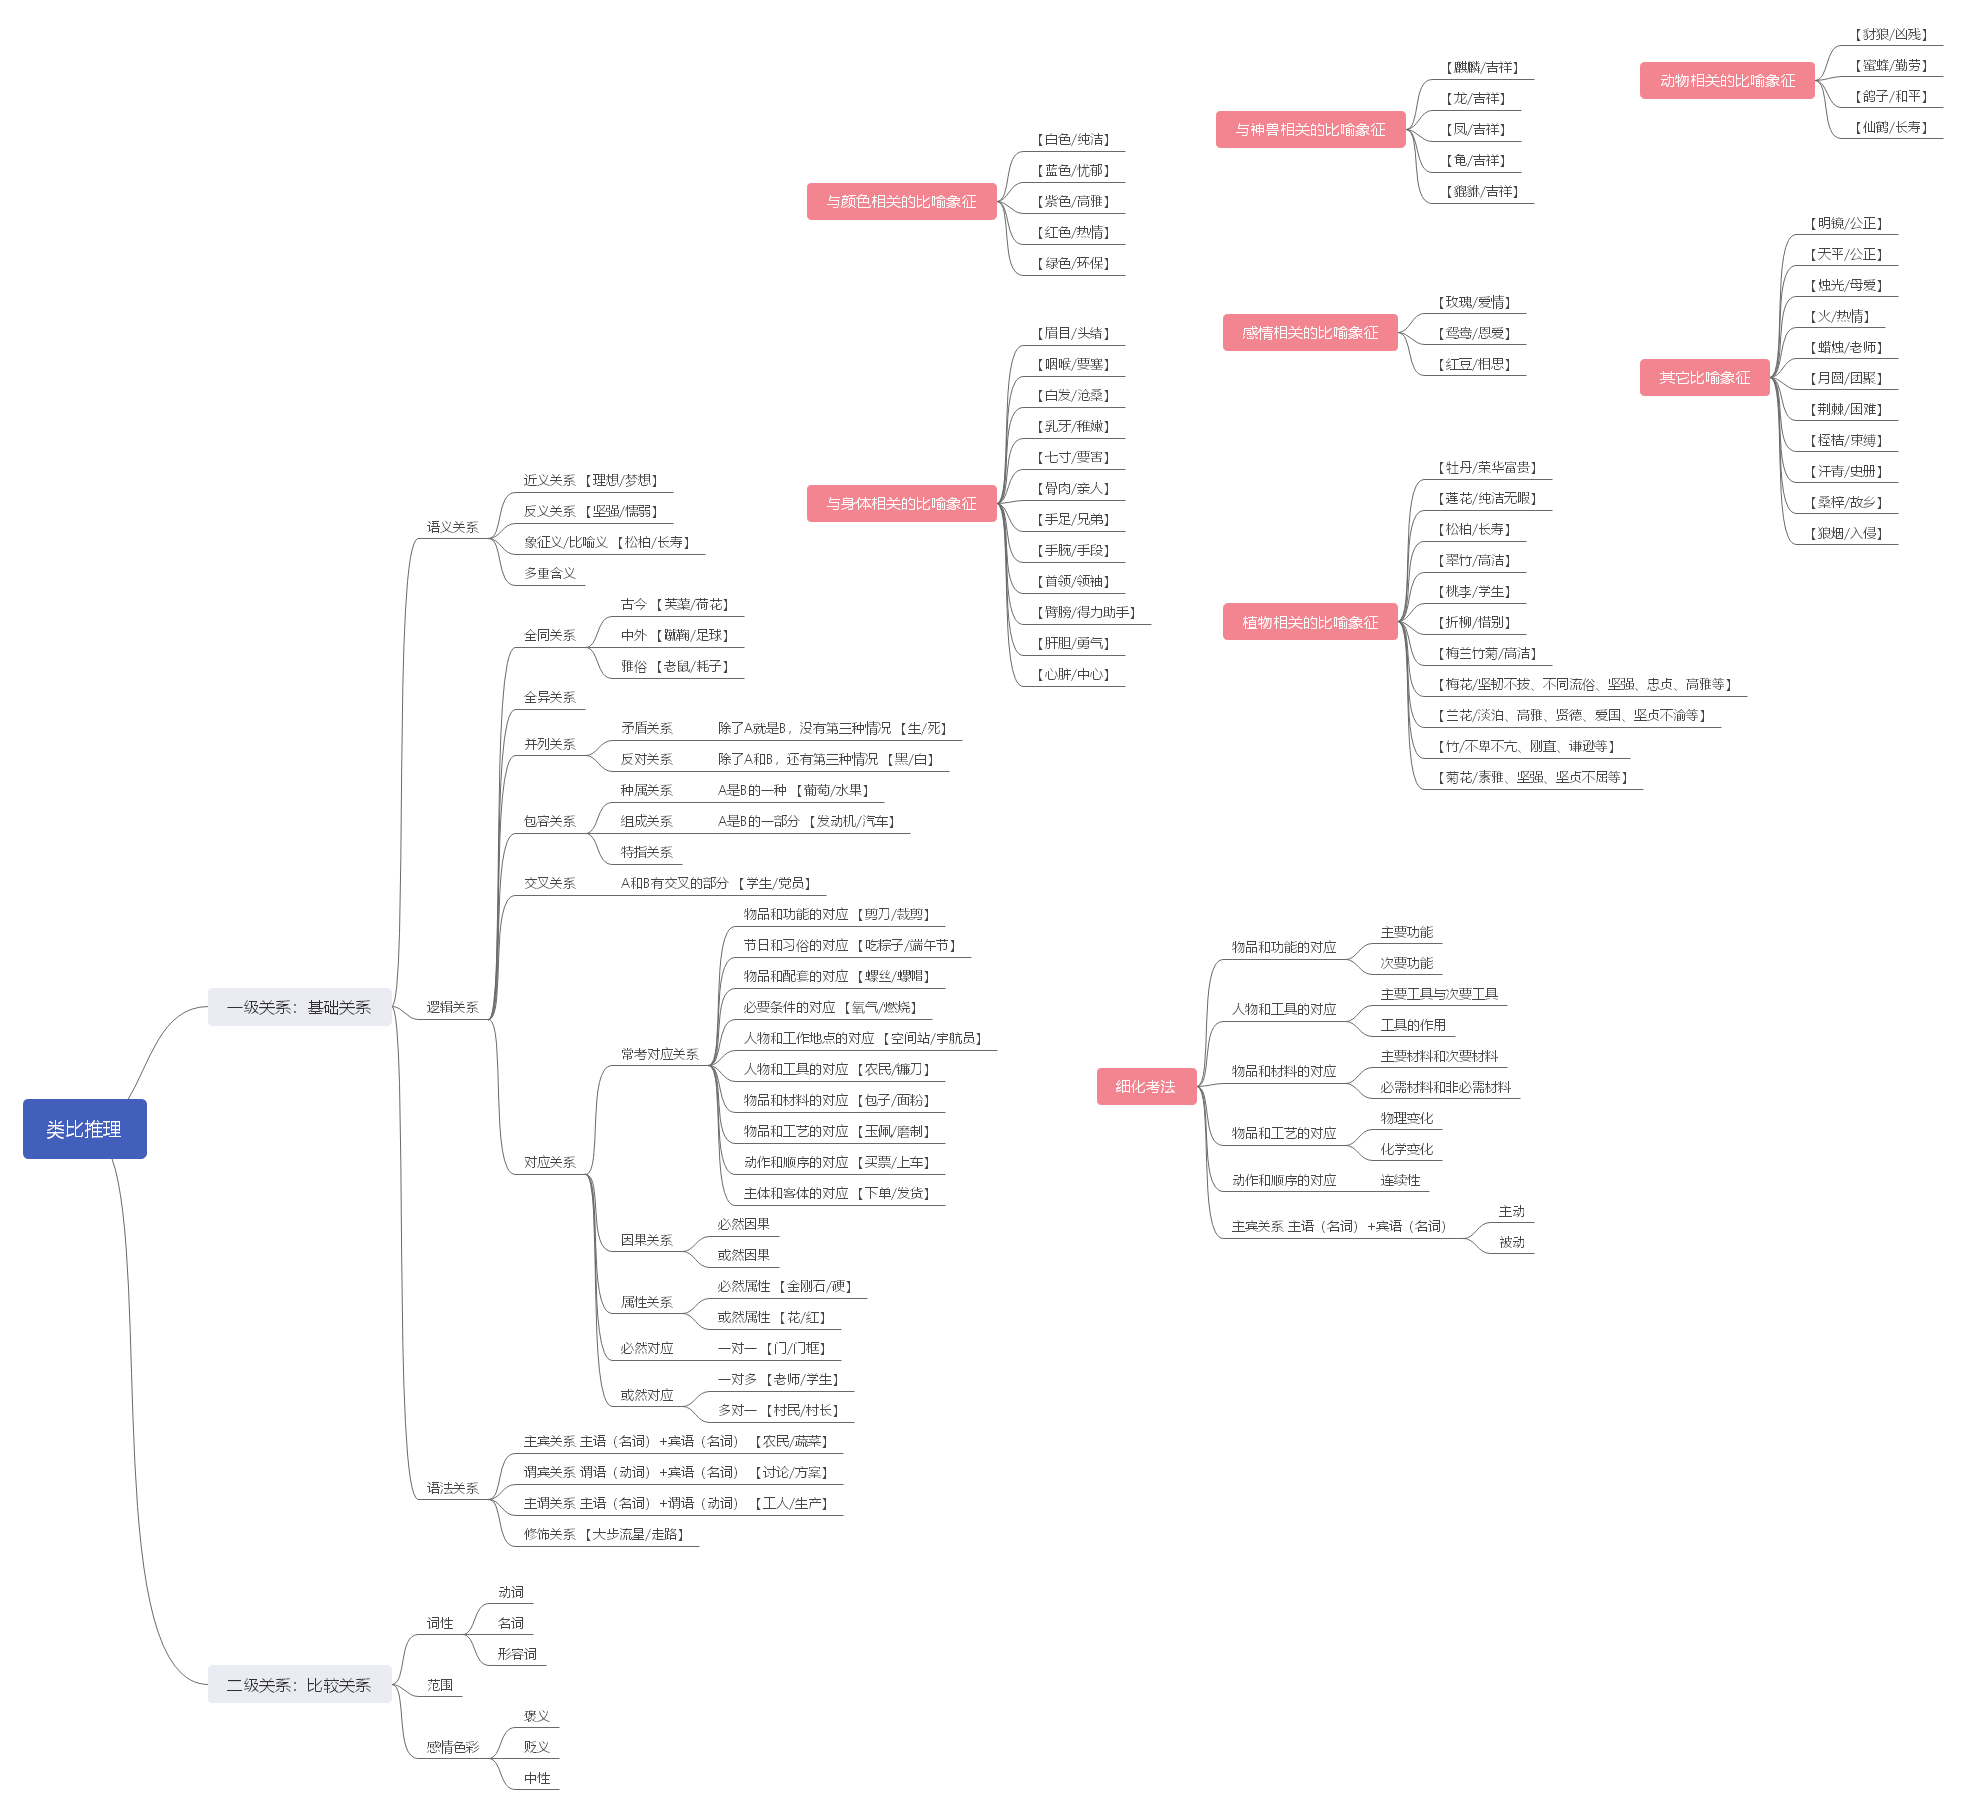 类比推理
一级关系：基础关系
语义关系
近义关系 【理想/梦想】
反义关系 【坚强/懦弱】
象征义/比喻义 【松柏/长寿】
多重含义
逻辑关系
全同关系
古今 【芙蕖/荷花】
中外 【蹴鞠/足球】
雅俗 【老鼠/耗子】
全异关系
并列关系
矛盾关系
除了A就是B，没有第三种情况 【生/死】
反对关系
除了A和B，还有第三种情况 【黑/白】
包容关系
种属关系
A是B的一种 【葡萄/水果】
组成关系
A是B的一部分 【发动机/汽车】
特指关系
交叉关系
A和B有交叉的部分 【学生/党员】
对应关系
常考对应关系
物品和功能的对应 【剪刀/裁剪】
节日和习俗的对应 【吃粽子/端午节】
物品和配套的对应 【螺丝/螺帽】
必要条件的对应 【氧气/燃烧】
人物和工作地点的对应 【空间站/宇航员】
人物和工具的对应 【农民/镰刀】
物品和材料的对应 【包子/面粉】
物品和工艺的对应 【玉佩/磨制】
动作和顺序的对应 【买票/上车】
主体和客体的对应 【下单/发货】
因果关系
必然因果
或然因果
属性关系
必然属性 【金刚石/硬】
或然属性 【花/红】
必然对应
一对一 【门/门框】
或然对应
一对多 【老师/学生】
多对一 【村民/村长】
语法关系
主宾关系 主语（名词）+宾语（名词） 【农民/蔬菜】
谓宾关系 谓语（动词）+宾语（名词） 【讨论/方案】
主谓关系 主语（名词）+谓语（动词） 【工人/生产】
修饰关系 【大步流星/走路】
二级关系：比较关系
词性
动词
名词
形容词
范围
感情色彩
褒义
贬义
中性
与颜色相关的比喻象征
【白色/纯洁】
【蓝色/忧郁】
【紫色/高雅】
【红色/热情】
【绿色/环保】
与身体相关的比喻象征
【眉目/头绪】
【咽喉/要塞】
【白发/沧桑】
【乳牙/稚嫩】
【七寸/要害】
【骨肉/亲人】
【手足/兄弟】
【手腕/手段】
【首领/领袖】
【臂膀/得力助手】
【肝胆/勇气】
【心脏/中心】
与神兽相关的比喻象征
【麒麟/吉祥】
【龙/吉祥】
【凤/吉祥】
【龟/吉祥】
【貔貅/吉祥】
感情相关的比喻象征
【玫瑰/爱情】
【鸳鸯/恩爱】
【红豆/相思】
植物相关的比喻象征
【牡丹/荣华富贵】
【莲花/纯洁无暇】
【松柏/长寿】
【翠竹/高洁】
【桃李/学生】
【折柳/惜别】
【梅兰竹菊/高洁】
【梅花/坚韧不拔、不同流俗、坚强、忠贞、高雅等】
【兰花/淡泊、高雅、贤德、爱国、坚贞不渝等】
【竹/不卑不亢、刚直、谦逊等】
【菊花/素雅、坚强、坚贞不屈等】
动物相关的比喻象征
【豺狼/凶残】
【蜜蜂/勤劳】
【鸽子/和平】
【仙鹤/长寿】
其它比喻象征
【明镜/公正】
【天平/公正】
【烛光/母爱】
【火/热情】
【蜡烛/老师】
【月圆/团聚】
【荆棘/困难】
【桎梏/束缚】
【汗青/史册】
【桑梓/故乡】
【狼烟/入侵】
细化考法
物品和功能的对应
主要功能
次要功能
人物和工具的对应
主要工具与次要工具
工具的作用
物品和材料的对应
主要材料和次要材料
必需材料和非必需材料
物品和工艺的对应
物理变化
化学变化
动作和顺序的对应
连续性
主宾关系 主语（名词）+宾语（名词）
主动
被动